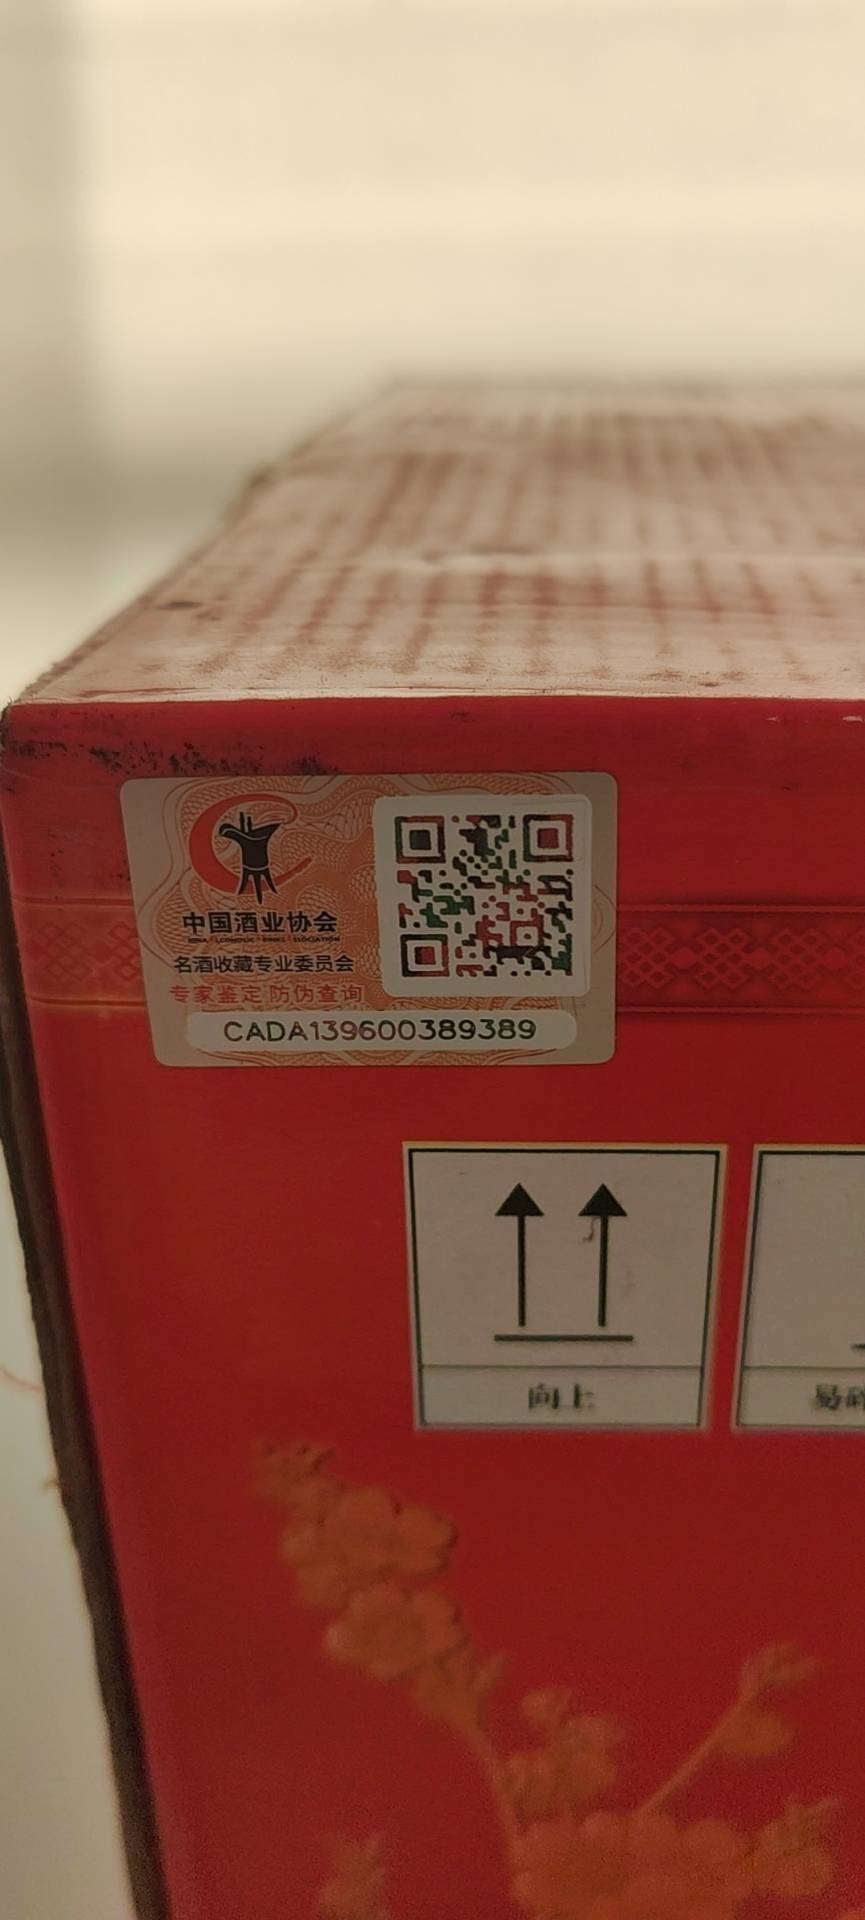 中国酒业协会
名酒收藏专业委员会
专家鉴定 防伪查询
CADA139600389389
向上
易